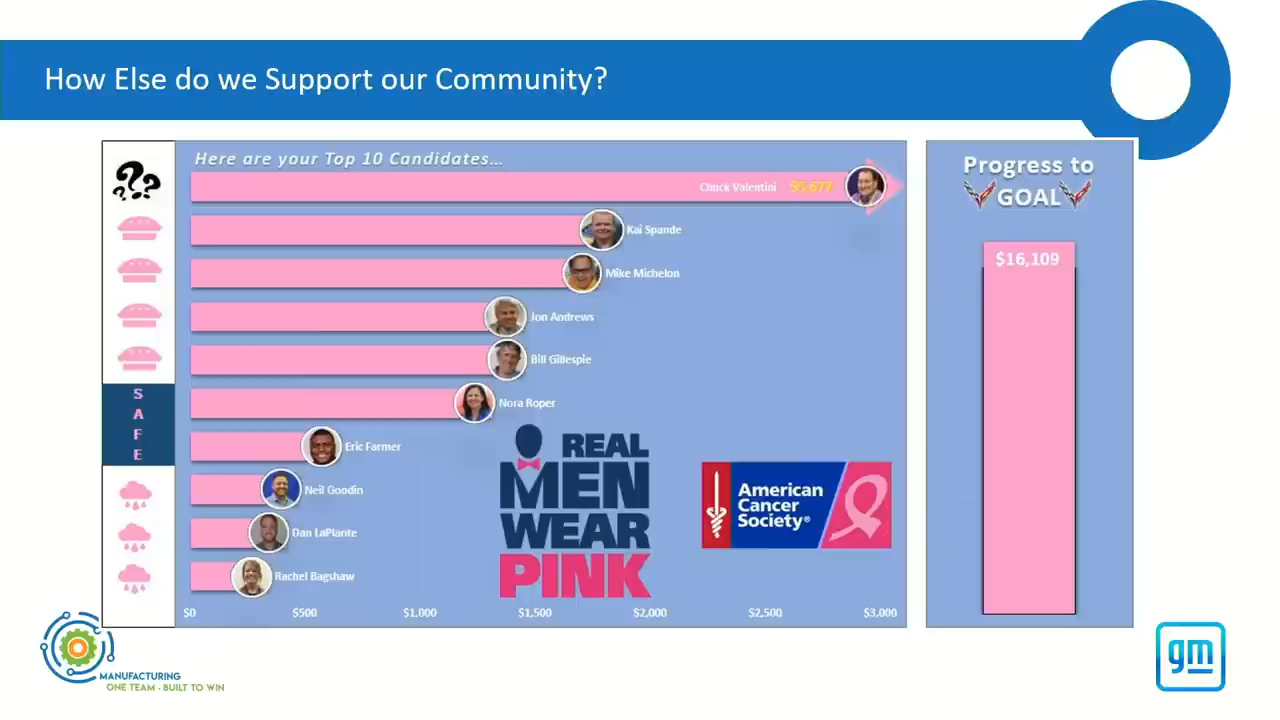 How Else do we Support our Community?
Here are your Top 10 Candidates...
Chuck Valentini $5,677
Kai Spande
Mike Michelon
Jon Andrews
Bill Gillespie
Nora Roper
Eric Farmer
Neil Goodin
Dan LaPlante
Rachel Bagshaw
S
A
F
E
$0 $500 $1,000 $1,500 $2,000 $2,500 $3,000
REAL
MEN
WEAR
PINK
American
Cancer
Society®
Progress to
GOAL
$16,109
MANUFACTURING
ONE TEAM - BUILT TO WIN
gm